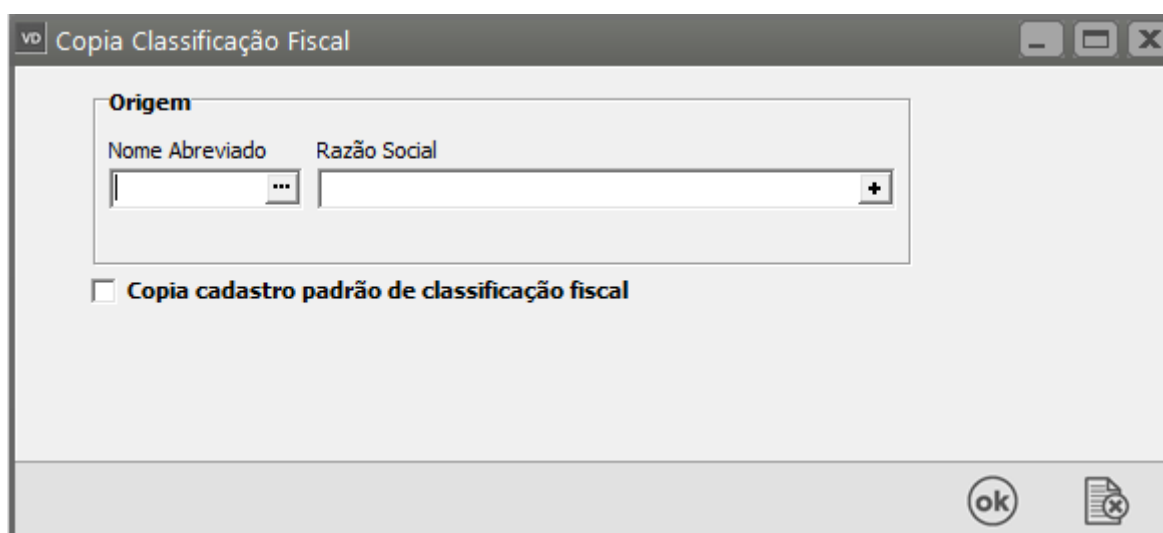 VD Copia Classificação Fiscal
Origem
Nome Abreviado Razão Social
Copia cadastro padrão de classificação fiscal
ok